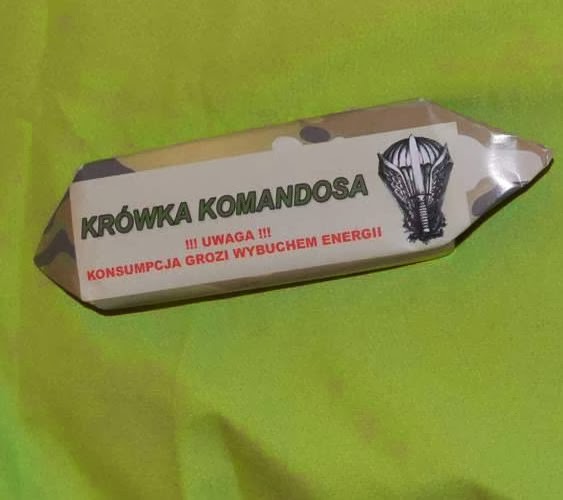 KRÓWKA KOMANDOSA
!!! UWAGA !!!
KONSUMPCJA GROZI WYBUCHEM ENERGII